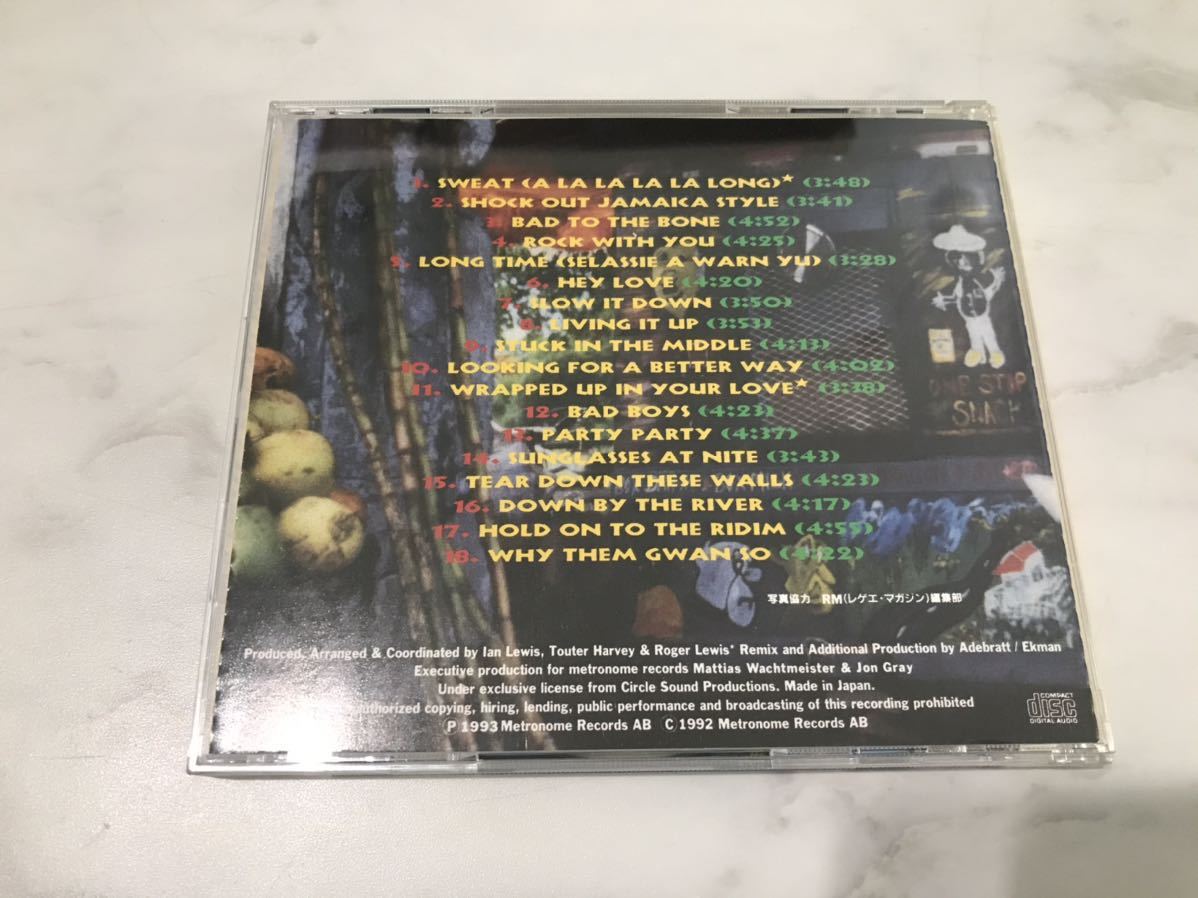 1. SWEAT (A LA LA LA LA LONG)* (3:48)
2. SHOCK OUT JAMAICA STYLE (3:41)
3. BAD TO THE BONE (4:52)
4. ROCK WITH YOU (4:25)
5. LONG TIME (SELASSIE A WARN YU) (3:28)
6. HEY LOVE (4:20)
7. SLOW IT DOWN (3:50)
8. LIVING IT UP (3:53)
9. STUCK IN THE MIDDLE (4:13)
10. LOOKING FOR A BETTER WAY (4:02)
11. WRAPPED UP IN YOUR LOVE* (3:38)
12. BAD BOYS (4:23)
13. PARTY PARTY (4:37)
14. SUNGLASSES AT NITE (3:43)
15. TEAR DOWN THESE WALLS (4:23)
16. DOWN BY THE RIVER (4:17)
17. HOLD ON TO THE RIDIM (4:55)
18. WHY THEM GWAN SO (4:22)
ONE STOP
SNACK
写真協力 RM(レゲエ・マガジン)編集部
Produced, Arranged & Coordinated by Ian Lewis, Touter Harvey & Roger Lewis* Remix and Additional Production by Adebratt / Ekman
Executive production for metronome records Mattias Wachtmeister & Jon Gray
Under exclusive license from Circle Sound Productions. Made in Japan.
authorized copying, hiring, lending, public performance and broadcasting of this recording prohibited
Ⓟ1993 Metronome Records AB Ⓒ1992 Metronome Records AB
COMPACT
disc
DIGITAL AUDIO